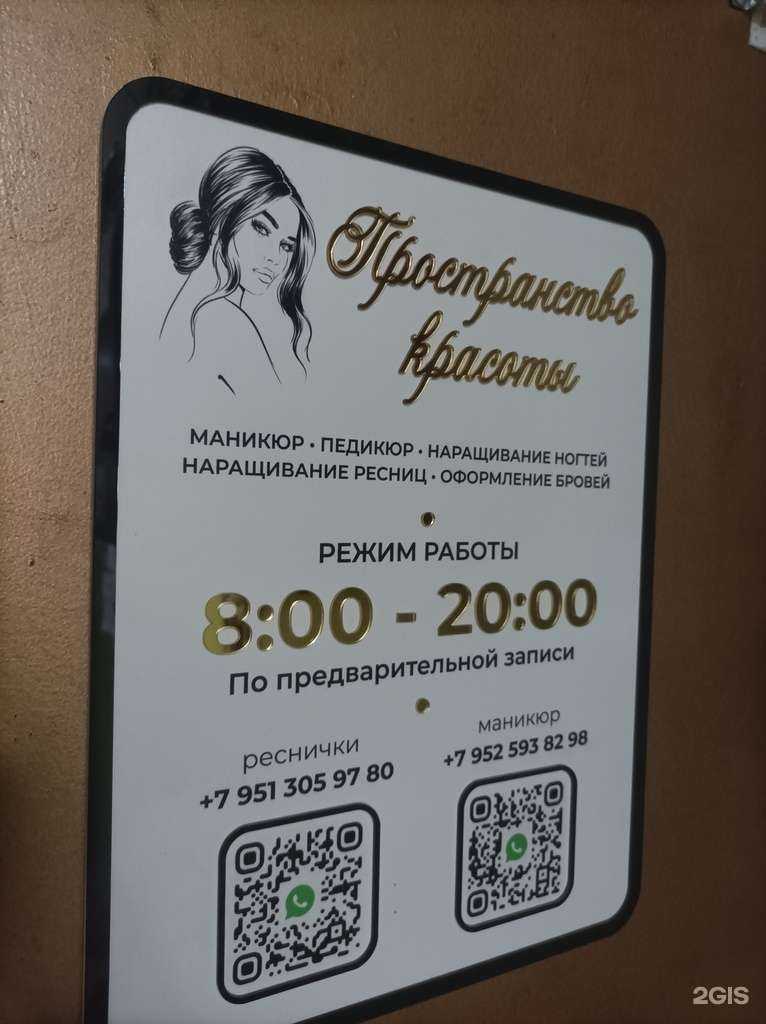 Пространство
красоты
МАНИКЮР • ПЕДИКЮР • НАРАЩИВАНИЕ НОГТЕЙ
НАРАЩИВАНИЕ РЕСНИЦ • ОФОРМЛЕНИЕ БРОВЕЙ
РЕЖИМ РАБОТЫ
8:00 - 20:00
По предварительной записи
реснички
+7 951 305 97 80
маникюр
+7 952 593 82 98
2GIS